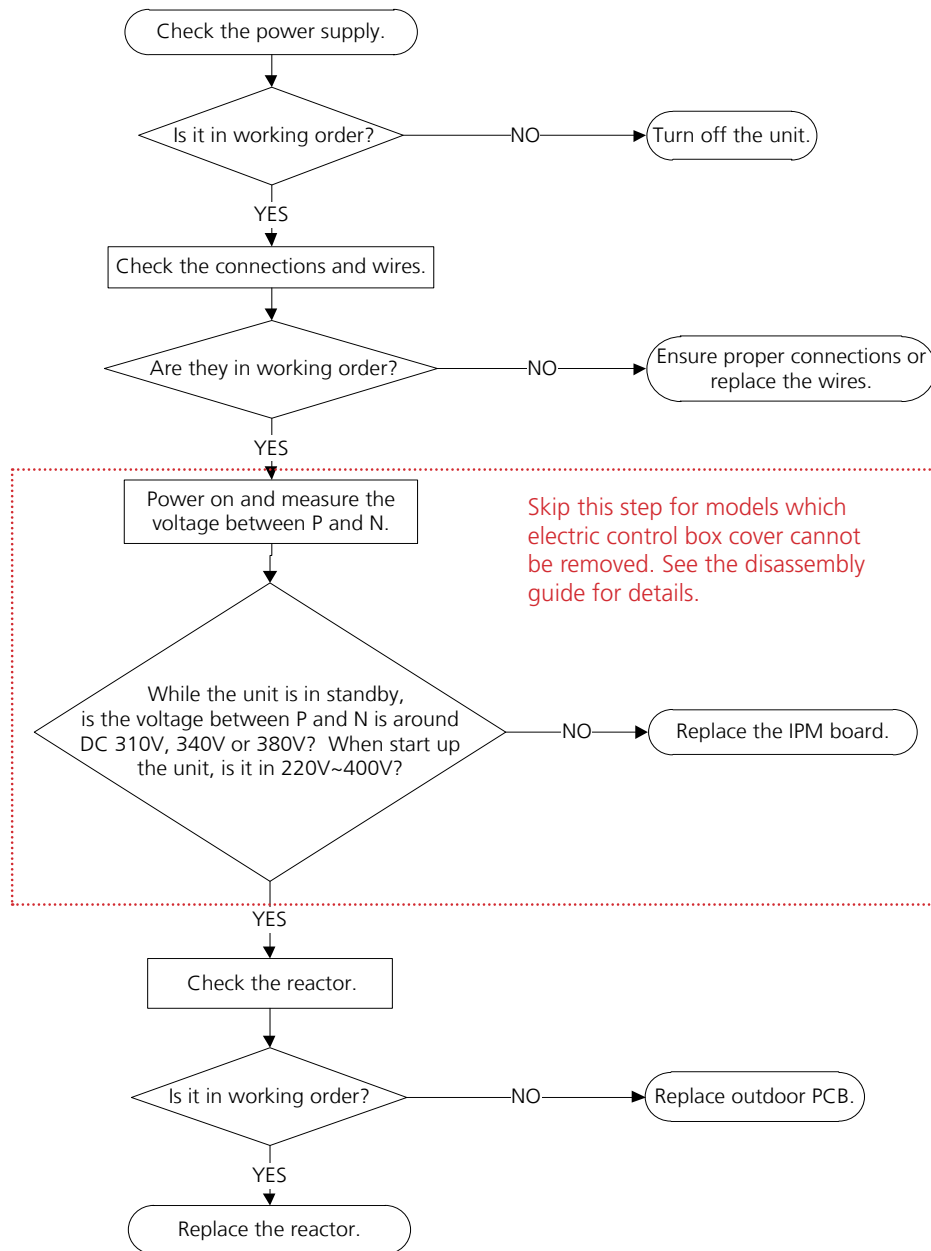 Check the power supply.
Is it in working order?
NO
Turn off the unit.
YES
Check the connections and wires.
Are they in working order?
NO
Ensure proper connections or
replace the wires.
YES
Power on and measure the
voltage between P and N.
Skip this step for models which
electric control box cover cannot
be removed. See the disassembly
guide for details.
While the unit is in standby,
is the voltage between P and N is around
DC 310V, 340V or 380V? When start up
the unit, is it in 220V~400V?
NO
Replace the IPM board.
YES
Check the reactor.
Is it in working order?
NO
Replace outdoor PCB.
YES
Replace the reactor.